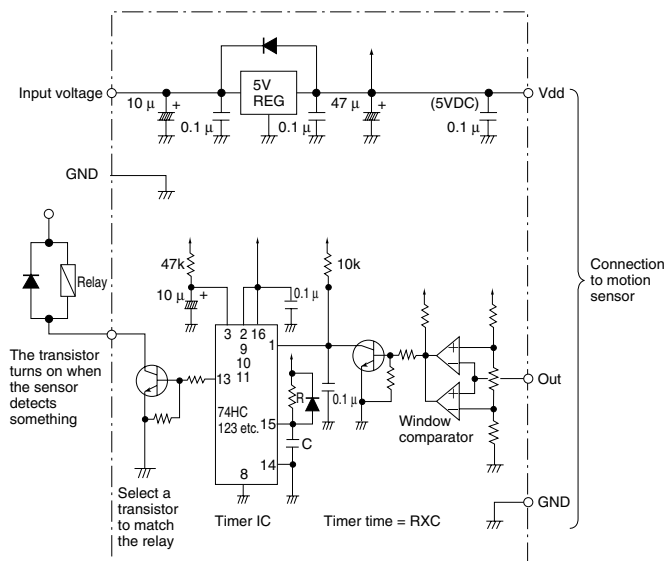 Input voltage
10 µ
+
0.1 µ
5V
REG
0.1 µ
47 µ
+
(5VDC)
0.1 µ
Vdd
GND
Relay
47k
10 µ
+
0.1 µ
10k
Connection
to motion
sensor
3
2
16
1
9
10
11
13
74HC
123 etc.
15
14
8
R
C
0.1 µ
+
−
+
−
Out
Window
comparator
The transistor
turns on when
the sensor
detects
something
Select a
transistor
to match
the relay
Timer IC
Timer time = RXC
GND